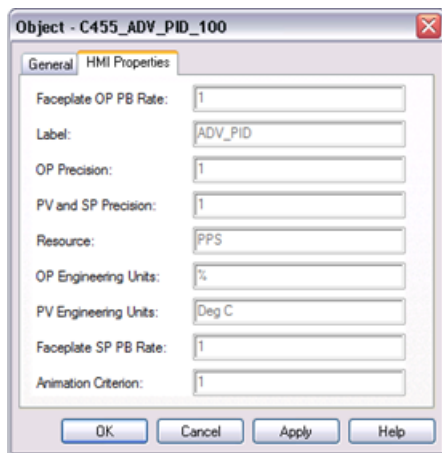 Object - C455_ADV_PID_100
General HMI Properties
Faceplate OP PB Rate: 1
Label: ADV_PID
OP Precision: 1
PV and SP Precision: 1
Resource: PPS
OP Engineering Units: %
PV Engineering Units: Deg C
Faceplate SP PB Rate: 1
Animation Criterion: 1
OK Cancel Apply Help